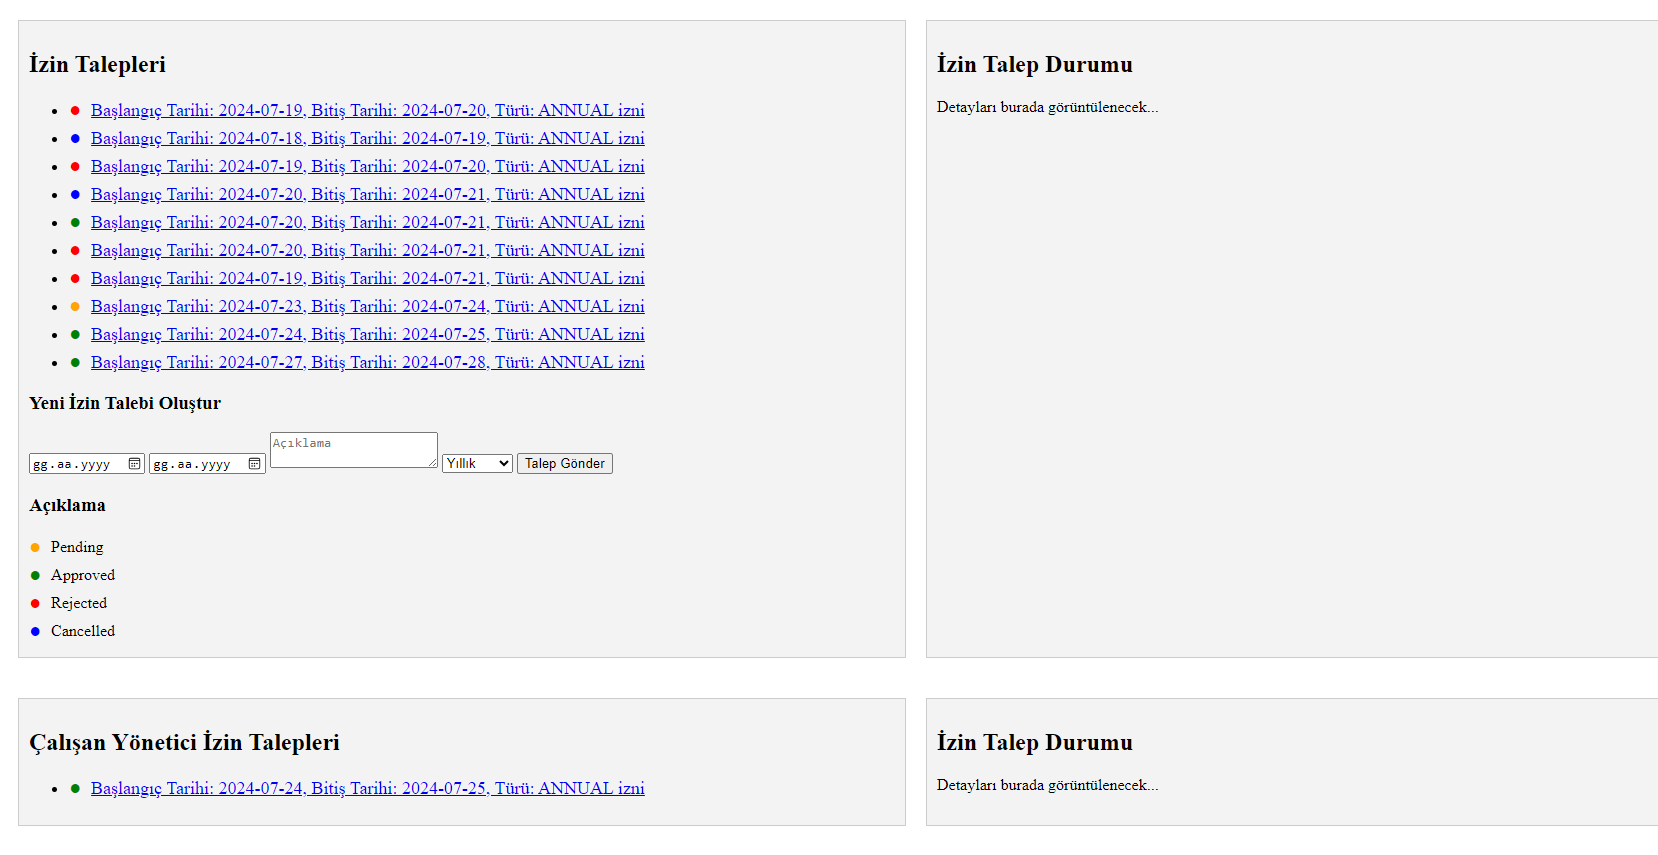 İzin Talepleri
Başlangıç Tarihi: 2024-07-19, Bitiş Tarihi: 2024-07-20, Türü: ANNUAL izni
Başlangıç Tarihi: 2024-07-18, Bitiş Tarihi: 2024-07-19, Türü: ANNUAL izni
Başlangıç Tarihi: 2024-07-19, Bitiş Tarihi: 2024-07-20, Türü: ANNUAL izni
Başlangıç Tarihi: 2024-07-20, Bitiş Tarihi: 2024-07-21, Türü: ANNUAL izni
Başlangıç Tarihi: 2024-07-20, Bitiş Tarihi: 2024-07-21, Türü: ANNUAL izni
Başlangıç Tarihi: 2024-07-20, Bitiş Tarihi: 2024-07-21, Türü: ANNUAL izni
Başlangıç Tarihi: 2024-07-19, Bitiş Tarihi: 2024-07-21, Türü: ANNUAL izni
Başlangıç Tarihi: 2024-07-23, Bitiş Tarihi: 2024-07-24, Türü: ANNUAL izni
Başlangıç Tarihi: 2024-07-24, Bitiş Tarihi: 2024-07-25, Türü: ANNUAL izni
Başlangıç Tarihi: 2024-07-27, Bitiş Tarihi: 2024-07-28, Türü: ANNUAL izni
Yeni İzin Talebi Oluştur
gg.aa.yyyy gg.aa.yyyy Açıklama Yıllık Talep Gönder
Açıklama
Pending
Approved
Rejected
Cancelled
İzin Talep Durumu
Detayları burada görüntülenecek...
Çalışan Yönetici İzin Talepleri
Başlangıç Tarihi: 2024-07-24, Bitiş Tarihi: 2024-07-25, Türü: ANNUAL izni
İzin Talep Durumu
Detayları burada görüntülenecek...